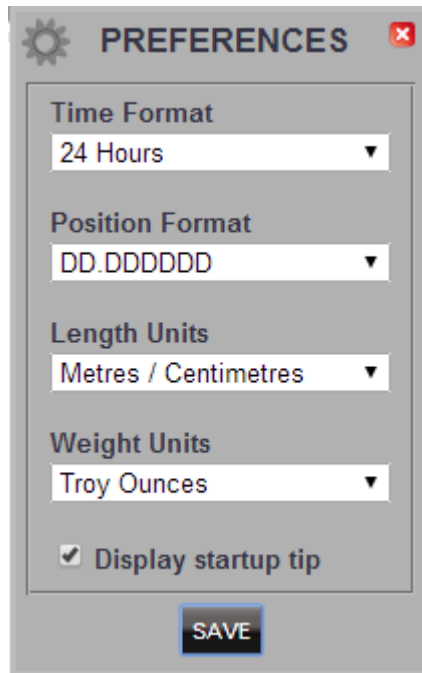 PREFERENCES
Time Format
24 Hours
Position Format
DD.DDDDDD
Length Units
Metres / Centimetres
Weight Units
Troy Ounces
Display startup tip
SAVE